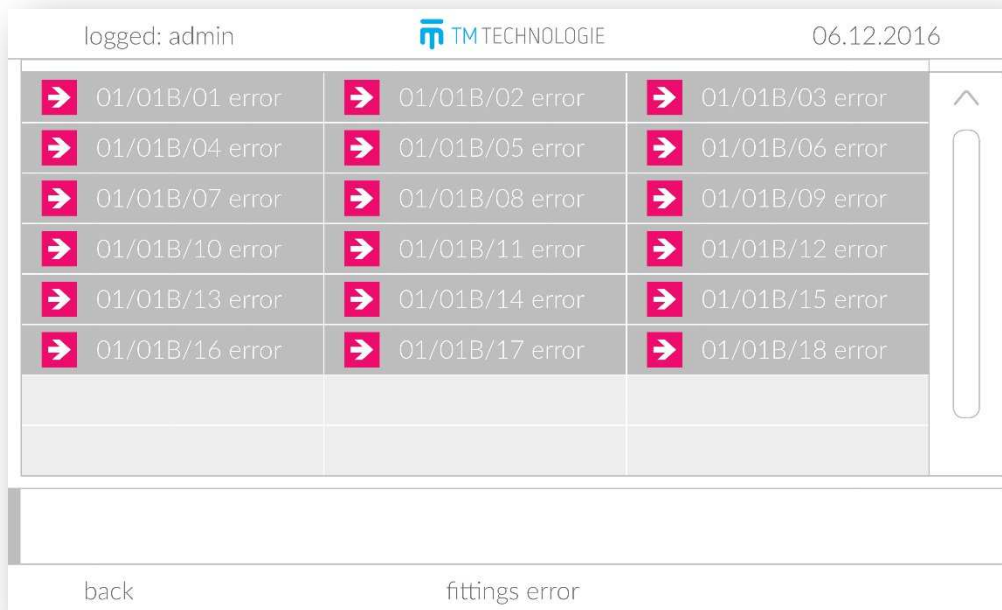 logged: admin TM TECHNOLOGIE 06.12.2016
01/01B/01 error 01/01B/02 error 01/01B/03 error
01/01B/04 error 01/01B/05 error 01/01B/06 error
01/01B/07 error 01/01B/08 error 01/01B/09 error
01/01B/10 error 01/01B/11 error 01/01B/12 error
01/01B/13 error 01/01B/14 error 01/01B/15 error
01/01B/16 error 01/01B/17 error 01/01B/18 error
back fittings error